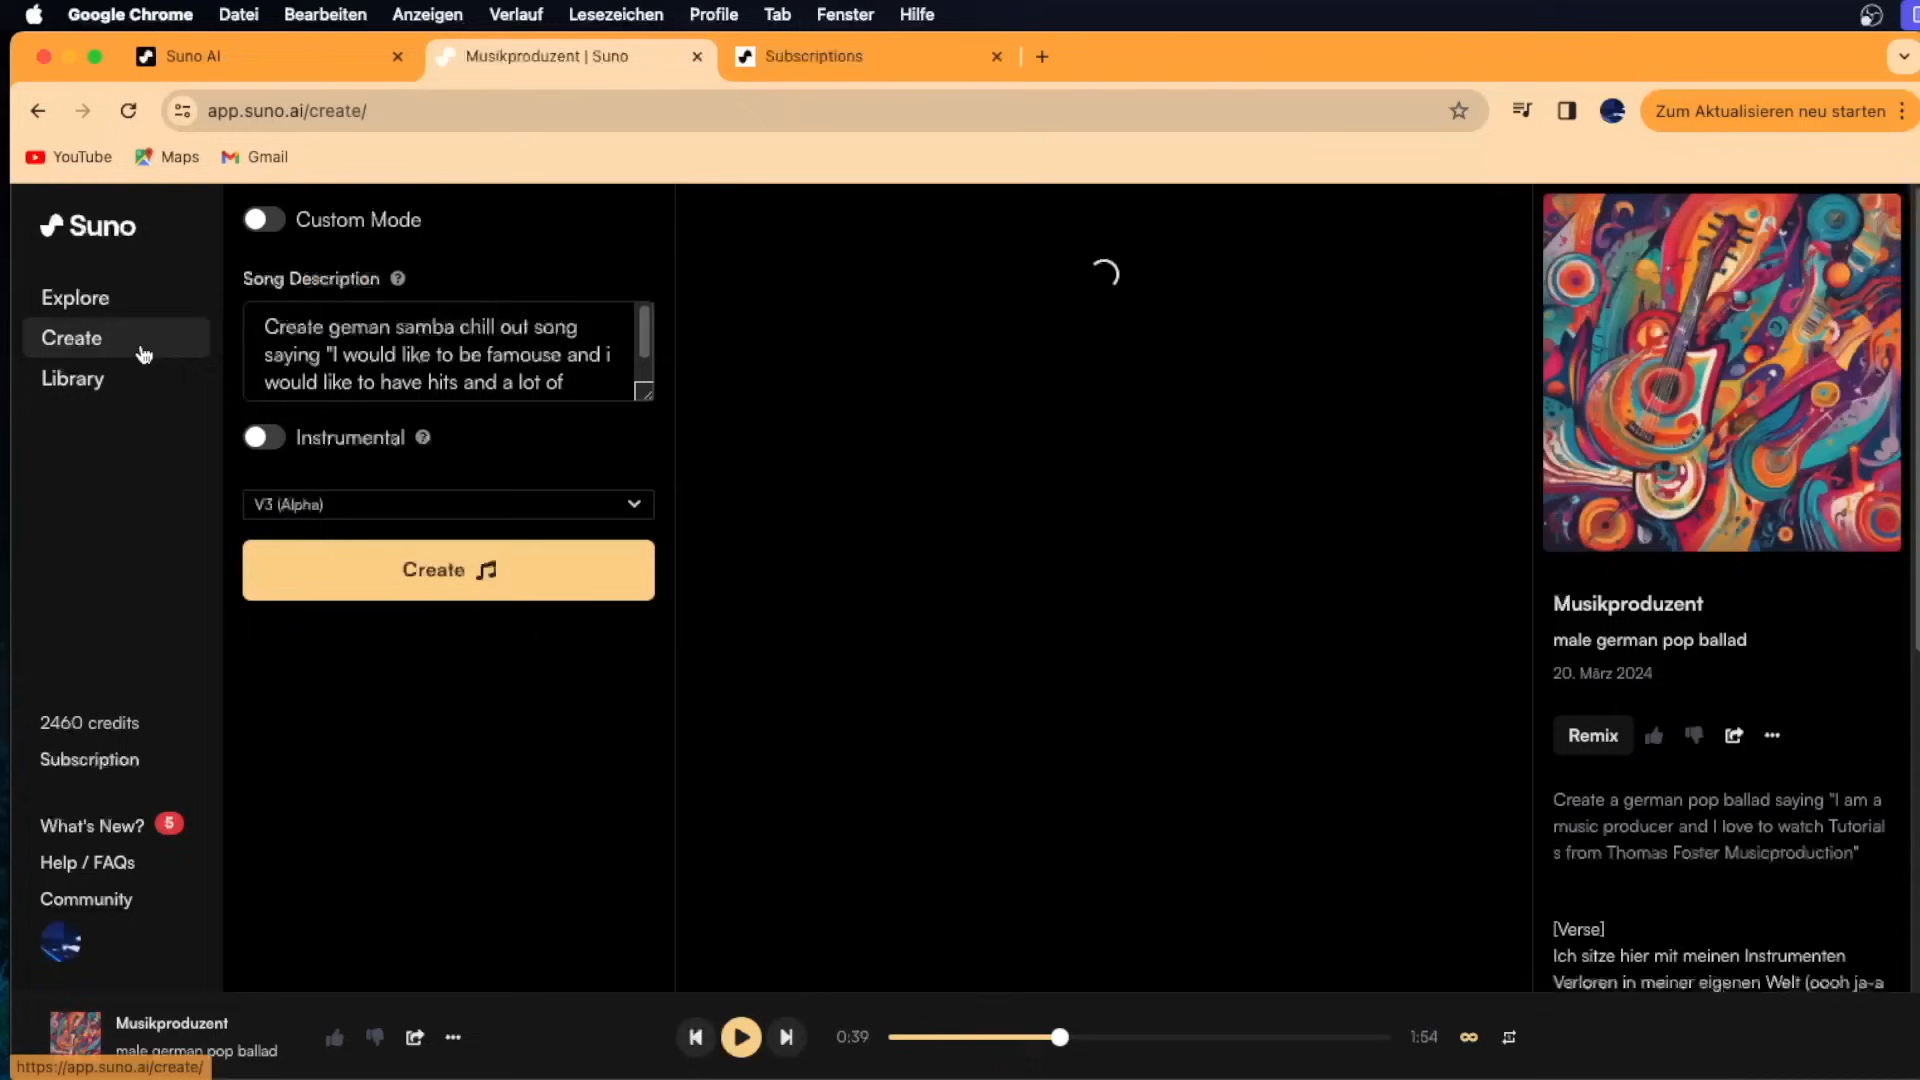 Google Chrome Datei Bearbeiten Anzeigen Verlauf Lesezeichen Profile Tab Fenster Hilfe
Suno AI
Musikproduzent | Suno
Subscriptions
app.suno.ai/create/
Zum Aktualisieren neu starten
YouTube Maps Gmail
Suno
Explore
Create
Library
2460 credits
Subscription
What's New? 5
Help / FAQs
Community
Custom Mode
Song Description
Create geman samba chill out song
saying "I would like to be famouse and i
would like to have hits and a lot of
Instrumental
V3 (Alpha)
Create
Musikproduzent
male german pop ballad
20. März 2024
Remix
Create a german pop ballad saying "I am a
music producer and I love to watch Tutorial
s from Thomas Foster Musicproduction"
[Verse]
Ich sitze hier mit meinen Instrumenten
Verloren in meiner eigenen Welt (oooh ja-a
Musikproduzent
male german pop ballad
0:39
1:54
https://app.suno.ai/create/